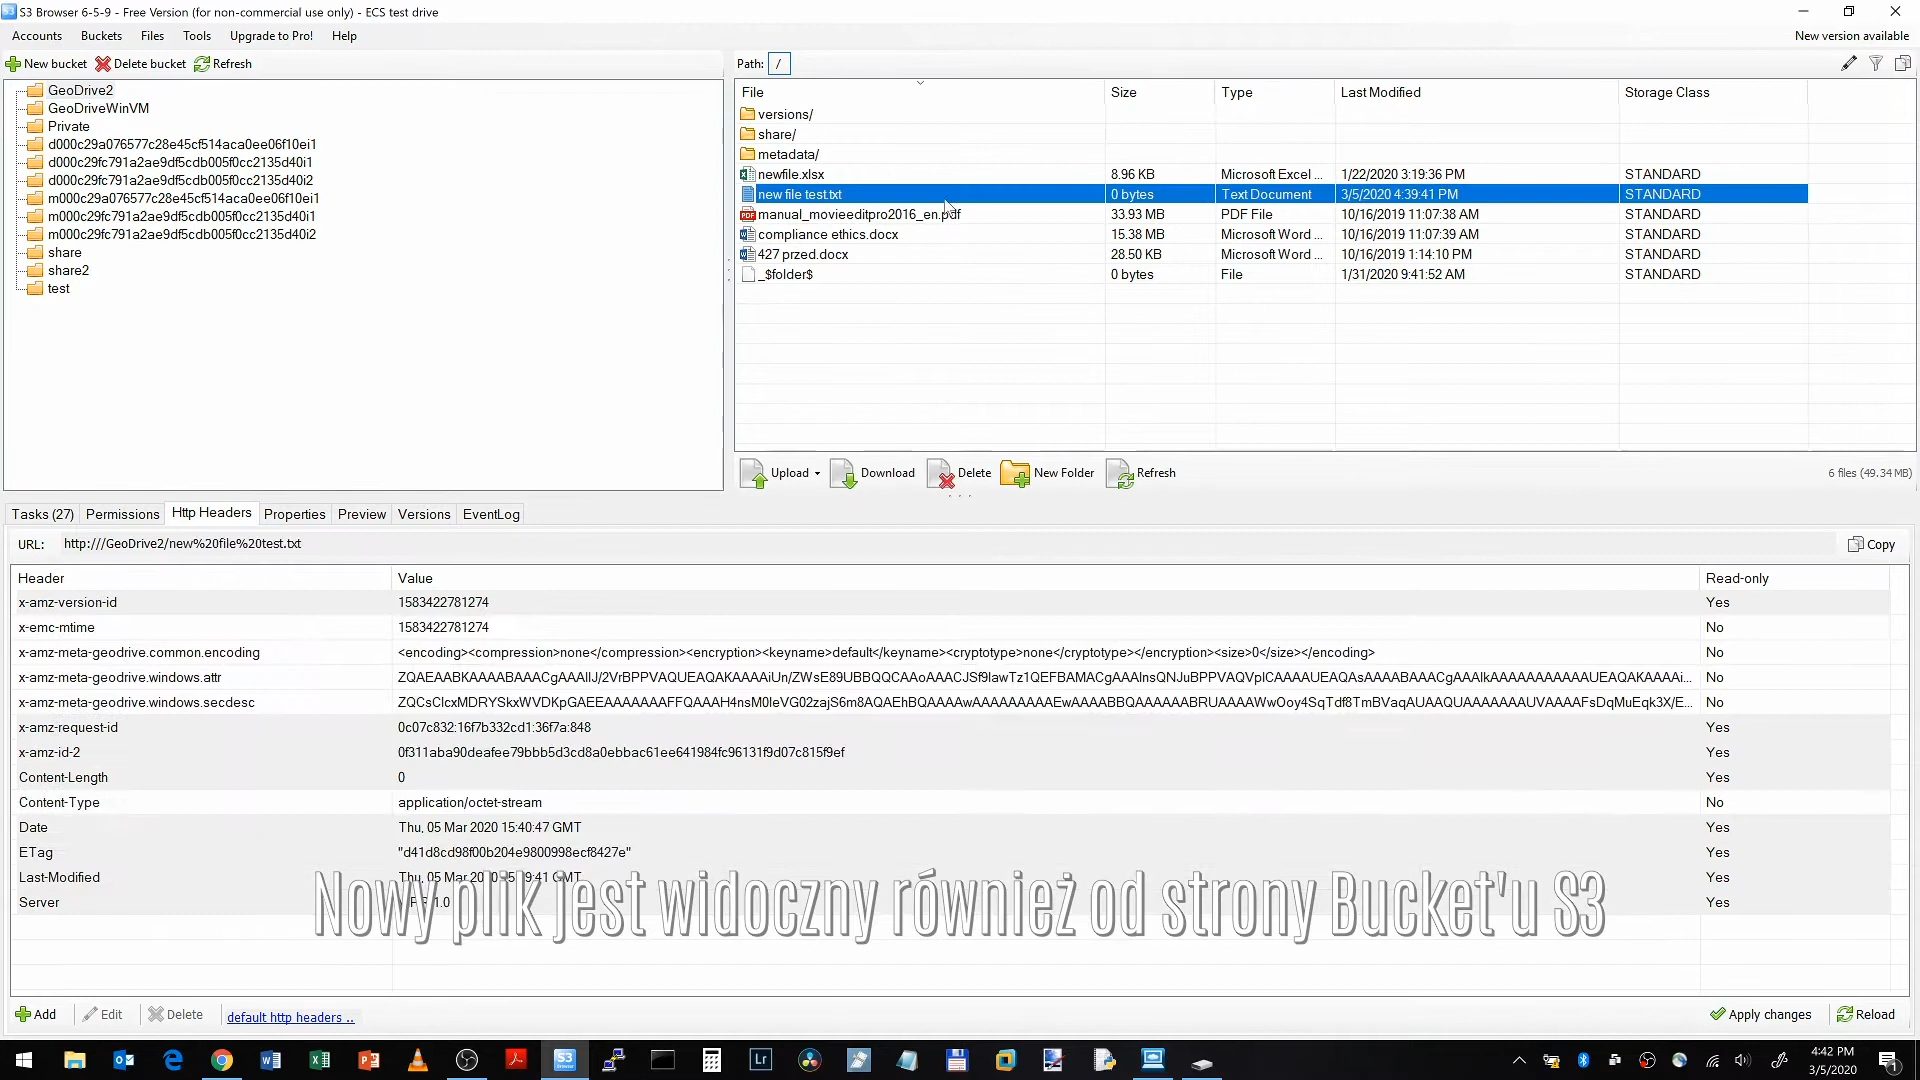 S3 Browser 6-5-9 - Free Version (for non-commercial use only) - ECS test drive
Accounts Buckets Files Tools Upgrade to Pro! Help New version available
New bucket Delete bucket Refresh
GeoDrive2
GeoDriveWinVM
Private
d000c29a076577c28e45cf514aca0ee06f10ei1
d000c29fc791a2ae9df5cdb005f0cc2135d40i1
d000c29fc791a2ae9df5cdb005f0cc2135d40i2
m000c29a076577c28e45cf514aca0ee06f10ei1
m000c29fc791a2ae9df5cdb005f0cc2135d40i1
m000c29fc791a2ae9df5cdb005f0cc2135d40i2
share
share2
test
Path: /
File Size Type Last Modified Storage Class
versions/
share/
metadata/
newfile.xlsx 8.96 KB Microsoft Excel ... 1/22/2020 3:19:36 PM STANDARD
new file test.txt 0 bytes Text Document 3/5/2020 4:39:41 PM STANDARD
manual_movieeditpro2016_en.pdf 33.93 MB PDF File 10/16/2019 11:07:38 AM STANDARD
compliance ethics.docx 15.38 MB Microsoft Word ... 10/16/2019 11:07:39 AM STANDARD
427 przed.docx 28.50 KB Microsoft Word ... 10/16/2019 1:14:10 PM STANDARD
_$folder$ 0 bytes File 1/31/2020 9:41:52 AM STANDARD
Upload Download Delete New Folder Refresh 6 files (49.34 MB)
Tasks (27) Permissions Http Headers Properties Preview Versions EventLog
URL: http:///GeoDrive2/new%20file%20test.txt Copy
Header Value Read-only
x-amz-version-id 1583422781274 Yes
x-emc-mtime 1583422781274 No
x-amz-meta-geodrive.common.encoding <encoding><compression>none</compression><encryption><keyname>default</keyname><cryptotype>none</cryptotype></encryption><size>0</size></encoding> No
x-amz-meta-geodrive.windows.attr No
x-amz-meta-geodrive.windows.secdesc No
x-amz-request-id 0c07c832:16f7b332cd1:36f7a:848 Yes
x-amz-id-2 0f311aba90deafee79bbb5d3cd8a0ebbac61ee641984fc96131f9d07c815f9ef Yes
Content-Length 0 Yes
Content-Type application/octet-stream No
Date Thu, 05 Mar 2020 15:40:47 GMT Yes
ETag "d41d8cd98f00b204e9800998ecf8427e" Yes
Last-Modified Thu, 05 Mar 2020 GMT Yes
Server Yes
Nowy plik jest widoczny również od strony Bucket'u S3
Add Edit Delete default http headers .. Apply changes Reload
4:42 PM
3/5/2020